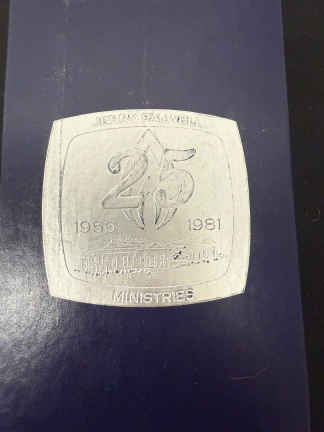 JERRY FALWELL
25
1956 1981
MINISTRIES